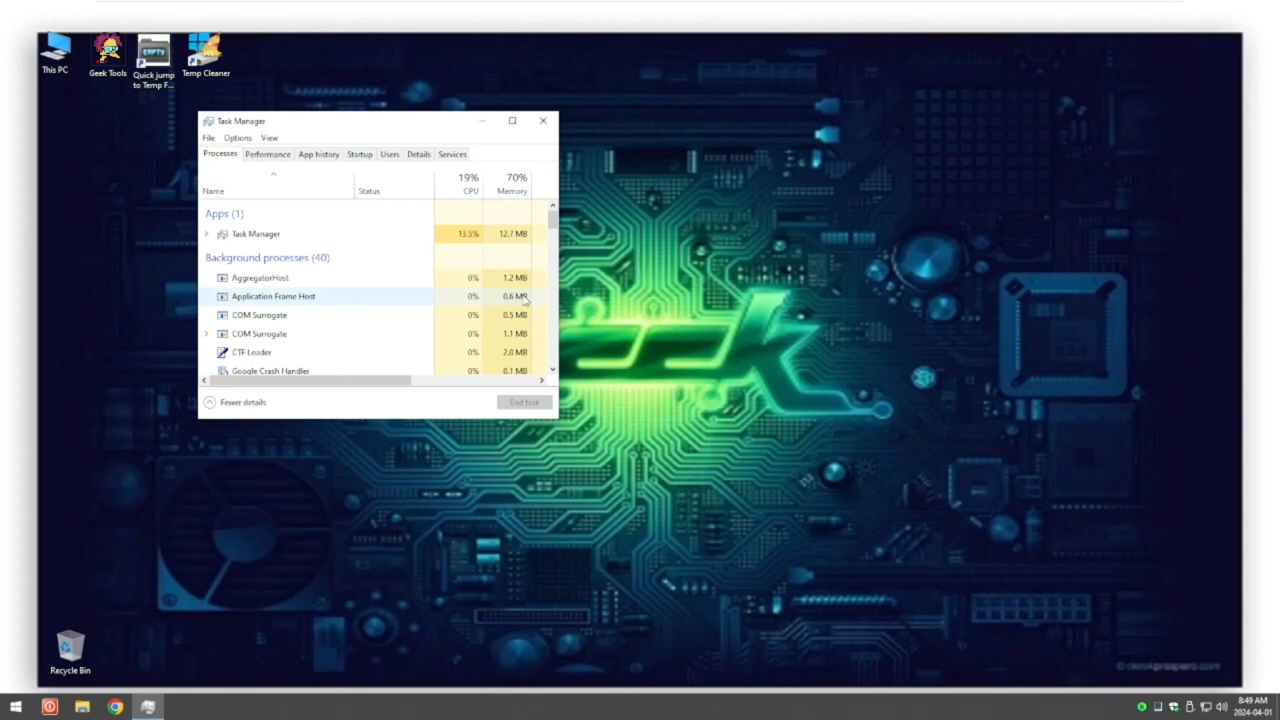 This PC
Geek Tools
Quick jump
to Temp F...
Temp Cleaner
Task Manager
File Options View
Processes Performance App history Startup Users Details Services
19% 70%
Name Status CPU Memory
Apps (1)
Task Manager 13.5% 12.7 MB
Background processes (40)
AggregatorHost 0% 1.2 MB
Application Frame Host 0% 0.6 MB
COM Surrogate 0% 0.5 MB
COM Surrogate 0% 1.1 MB
CTF Loader 0% 2.0 MB
Google Crash Handler 0% 0.1 MB
Fewer details End task
Recycle Bin
8:49 AM
2024-04-01